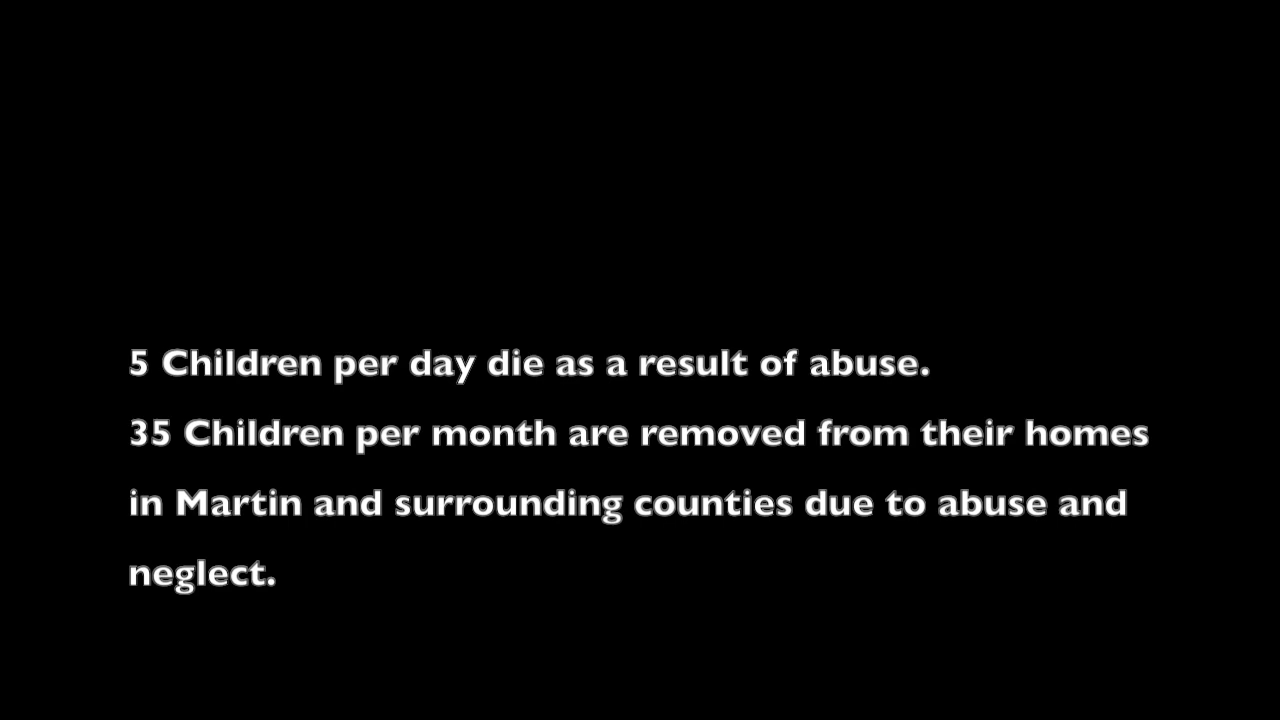 5 Children per day die as a result of abuse.
35 Children per month are removed from their homes
in Martin and surrounding counties due to abuse and
neglect.